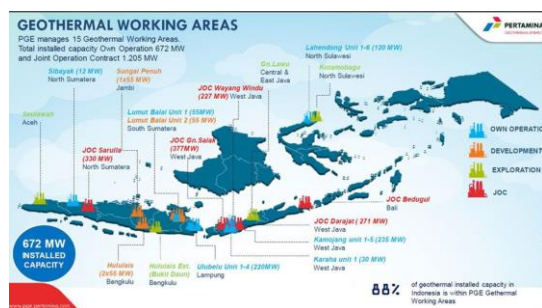 GEOTHERMAL WORKING AREAS
PGE manages 15 Geothermal Working Areas.
Total installed capacity Own Operation 672 MW
and Joint Operation Contract 1.205 MW
PERTAMINA
Sibayak (12 MW)
North Sumatera
Sungai Penuh
(1x55 MW)
Jambi
Gn.Lawu
Central &
East Java
Lahendong Unit 1-6 (120 MW)
North Sulawesi
Kotamobagu
North Sulawesi
JOC Wayang Windu
(227 MW) West Java
Seulawah
Aceh
Lumut Balai Unit 1 (55MW)
Lumut Balai Unit 2 (55 MW)
South Sumatera
JOC Gn.Salak
(377MW)
West Java
JOC Sarulla
(330 MW)
North Sumatera
OWN OPERATION
DEVELOPMENT
EXPLORATION
JOC
JOC Bedugul
Bali
JOC Darajat (271 MW)
West Java
Kamojang unit 1-5 (235 MW)
West Java
Karaha unit 1 (30 MW)
West Java
672 MW
INSTALLED
CAPACITY
Hululais
(2x55 MW)
Bengkulu
Hululais Ext.
(Bukit Daun)
Bengkulu
Ulubelu Unit 1-4 (220MW)
Lampung
88%
of geothermal installed capacity in
Indonesia is within PGE Gethermal
Working Areas